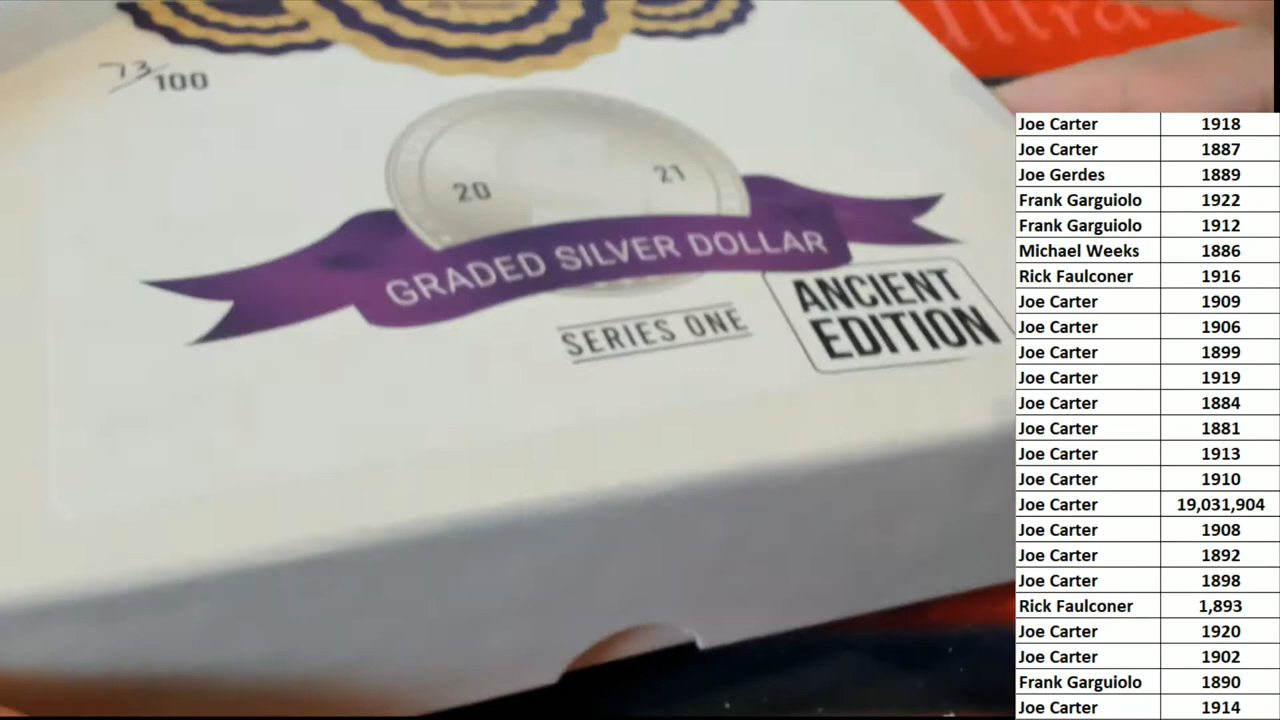 73/100
20 21
GRADED SILVER DOLLAR
SERIES ONE
ANCIENT
EDITION
Joe Carter 1918
Joe Carter 1887
Joe Gerdes 1889
Frank Garguiolo 1922
Frank Garguiolo 1912
Michael Weeks 1886
Rick Faulconer 1916
Joe Carter 1909
Joe Carter 1906
Joe Carter 1899
Joe Carter 1919
Joe Carter 1884
Joe Carter 1881
Joe Carter 1913
Joe Carter 1910
Joe Carter 19,031,904
Joe Carter 1908
Joe Carter 1892
Joe Carter 1898
Rick Faulconer 1,893
Joe Carter 1920
Joe Carter 1902
Frank Garguiolo 1890
Joe Carter 1914